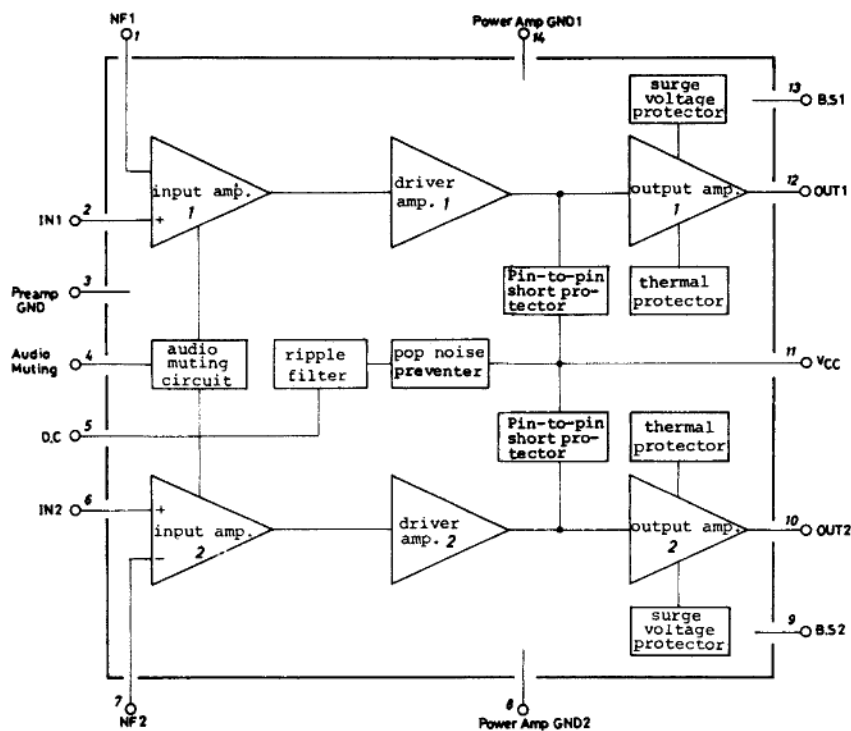 NF1
1
Power Amp GND1
14
surge
voltage
protector
13
B.S1
input amp.
1
driver
amp. 1
output amp.
1
12
OUT1
IN1
2
+
Preamp
GND
3
Pin-to-pin
short pro-
tector
thermal
protector
Audio
Muting
4
audio
muting
circuit
ripple
filter
pop noise
preventer
11
VCC
D.C
5
Pin-to-pin
short pro-
tector
thermal
protector
IN2
6
+
input amp.
2
−
driver
amp. 2
output amp.
2
10
OUT2
surge
voltage
protector
9
B.S2
7
NF2
8
Power Amp GND2